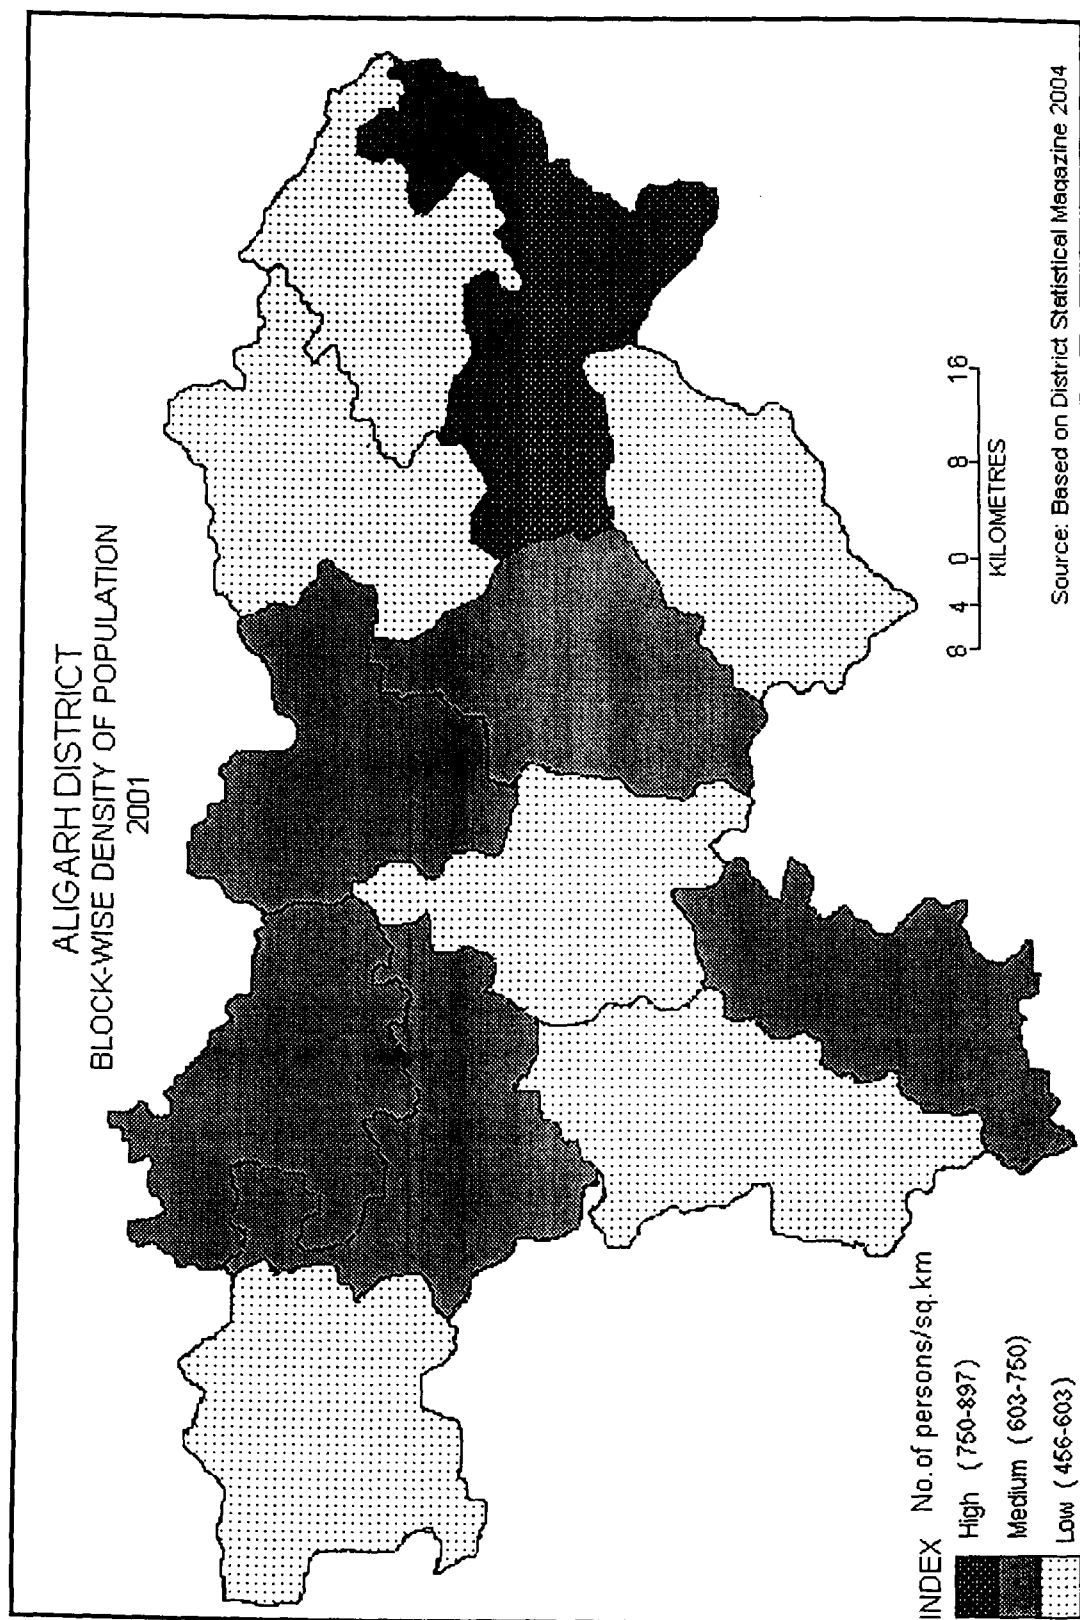 ALIGARH DISTRICT
BLOCK-WISE DENSITY OF POPULATION
2001
INDEX No. of persons/sq. km
High (750-897)
Medium (603-750)
Low (456-603)
8 4 0 8 16
KILOMETRES
Source: Based on District Statistical Magazine 2004